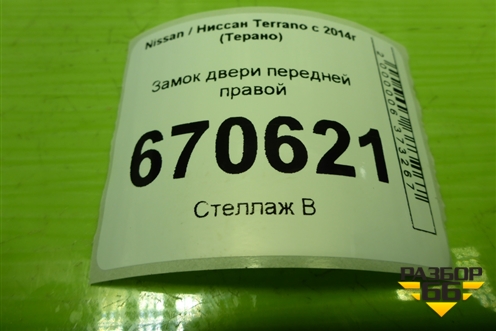 Nissan / Ниссан Terrano с 2014г
(Терано)
Замок двери передней
правой
670621
Стеллаж В
РАЗБОР
66